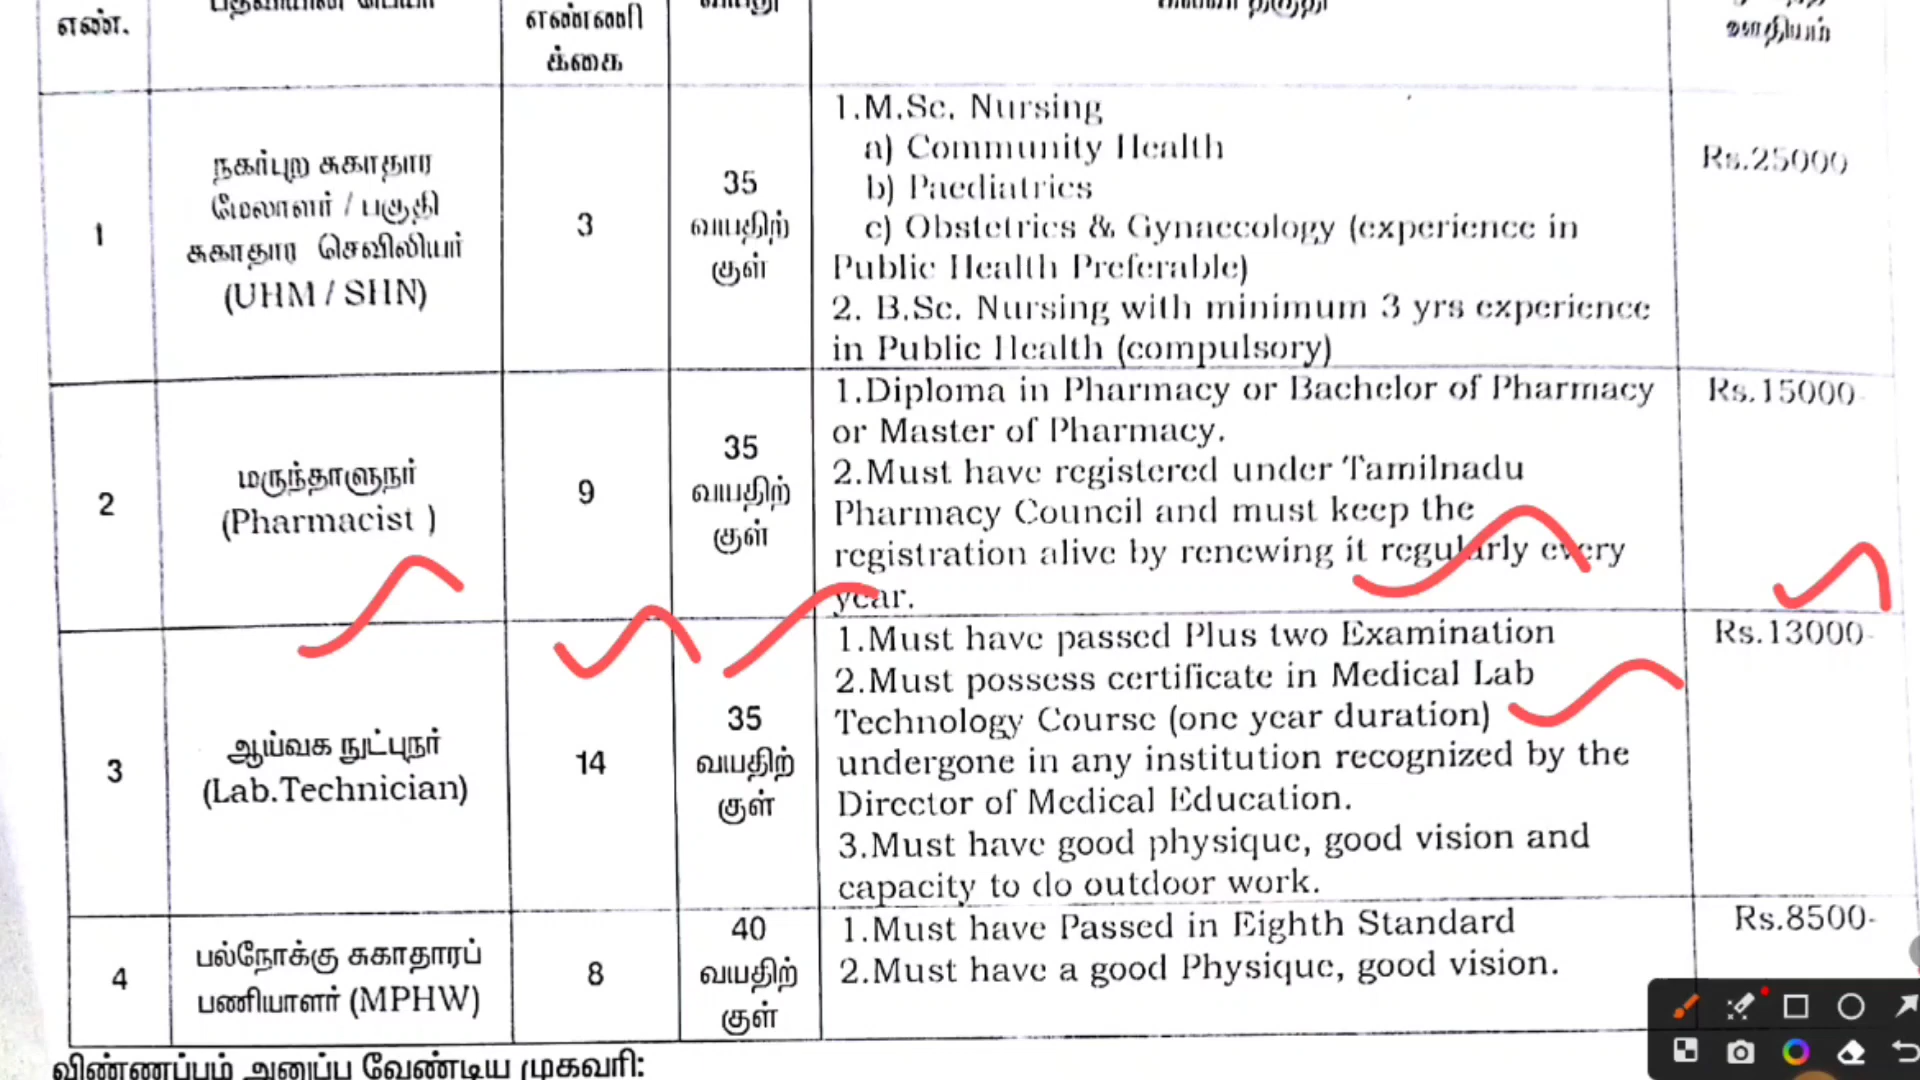 எண்.
எண்ணி
க்கை
ஊதியம்
1
நகர்புற சுகாதார
மேலாளர் / பகுதி
சுகாதார செவிலியர்
(UHM / SHN)
3
35
வயதிற்
குள்
1.M.Sc. Nursing
a) Community Health
b) Paediatrics
c) Obstetrics & Gynaecology (experience in
Public Health Preferable)
2. B.Sc. Nursing with minimum 3 yrs experience
in Public Health (compulsory)
Rs.25000
2
மருந்தாளுநர்
(Pharmacist )
9
35
வயதிற்
குள்
1.Diploma in Pharmacy or Bachelor of Pharmacy
or Master of Pharmacy.
2.Must have registered under Tamilnadu
Pharmacy Council and must keep the
registration alive by renewing it regularly every
year.
Rs.15000-
3
ஆய்வக நுட்புநர்
(Lab.Technician)
14
35
வயதிற்
குள்
1.Must have passed Plus two Examination
2.Must possess certificate in Medical Lab
Technology Course (one year duration)
undergone in any institution recognized by the
Director of Medical Education.
3.Must have good physique, good vision and
capacity to do outdoor work.
Rs.13000-
4
பல்நோக்கு சுகாதாரப்
பணியாளர் (MPHW)
8
40
வயதிற்
குள்
1.Must have Passed in Eighth Standard
2.Must have a good Physique, good vision.
Rs.8500-
விண்ணப்பம் அனுப்ப வேண்டிய முகவரி: